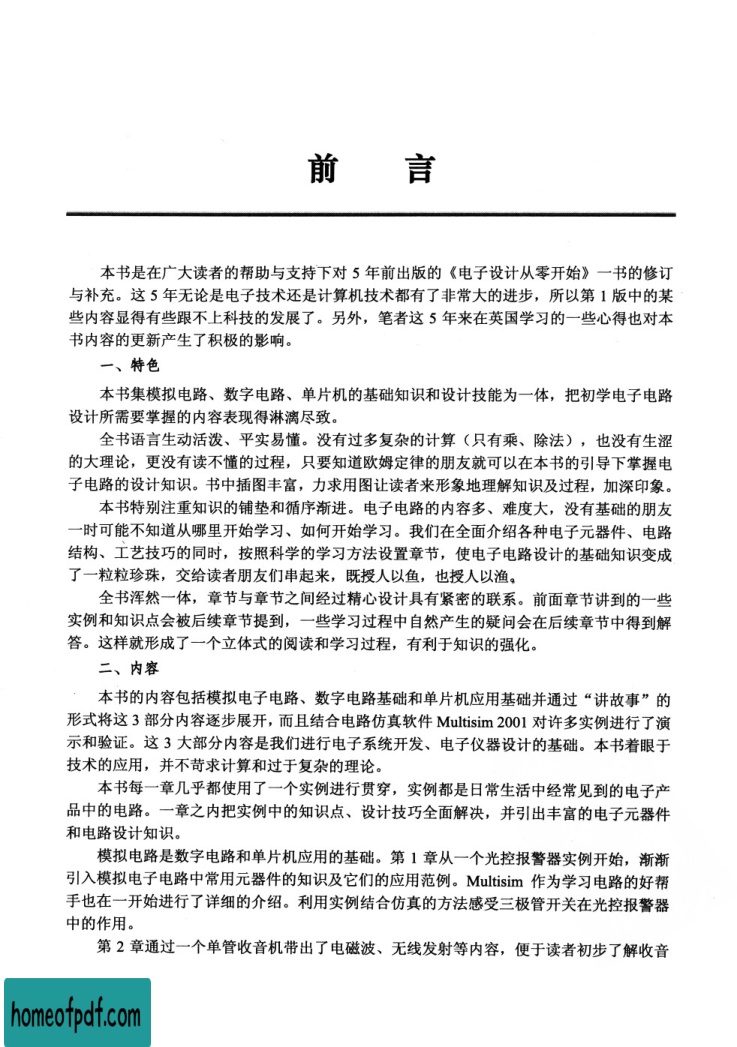 前 言
本书是在广大读者的帮助与支持下对 5 年前出版的《电子设计从零开始》一书的修订
与补充。这 5 年无论是电子技术还是计算机技术都有了非常大的进步，所以第 1 版中的某
些内容显得有些跟不上科技的发展了。另外，笔者这 5 年来在英国学习的一些心得也对本
书内容的更新产生了积极的影响。
一、特色
本书集模拟电路、数字电路、单片机的基础知识和设计技能为一体，把初学电子电路
设计所需要掌握的内容表现得淋漓尽致。
全书语言生动活泼、平实易懂。没有过多复杂的计算（只有乘、除法），也没有生涩
的大理论，更没有读不懂的过程，只要知道欧姆定律的朋友就可以在本书的引导下掌握电
子电路的设计知识。书中插图丰富，力求用图让读者来形象地理解知识及过程，加深印象。
本书特别注重知识的铺垫和循序渐进。电子电路的内容多、难度大，没有基础的朋友
一时可能不知道从哪里开始学习、如何开始学习。我们在全面介绍各种电子元器件、电路
结构、工艺技巧的同时，按照科学的学习方法设置章节，使电子电路设计的基础知识变成
了一粒粒珍珠，交给读者朋友们串起来，既授人以鱼，也授人以渔。
全书浑然一体，章节与章节之间经过精心设计具有紧密的联系。前面章节讲到的一些
实例和知识点会被后续章节提到，一些学习过程中自然产生的疑问会在后续章节中得到解
答。这样就形成了一个立体式的阅读和学习过程，有利于知识的强化。
二、内容
本书的内容包括模拟电子电路、数字电路基础和单片机应用基础并通过“讲故事”的
形式将这 3 部分内容逐步展开，而且结合电路仿真软件 Multisim 2001 对许多实例进行了演
示和验证。这 3 大部分内容是我们进行电子系统开发、电子仪器设计的基础。本书着眼于
技术的应用，并不苛求计算和过于复杂的理论。
本书每一章几乎都使用了一个实例进行贯穿，实例都是日常生活中经常见到的电子产
品中的电路。一章之内把实例中的知识点、设计技巧全面解决，并引出丰富的电子元器件
和电路设计知识。
模拟电路是数字电路和单片机应用的基础。第 1 章从一个光控报警器实例开始，渐渐
引入模拟电子电路中常用元器件的知识及它们的应用范例。Multisim 作为学习电路的好帮
手也在一开始进行了详细的介绍。利用实例结合仿真的方法感受三极管开关在光控报警器
中的作用。
第 2 章通过一个单管收音机带出了电磁波、无线发射等内容，便于读者初步了解收音
homeofpdf.com